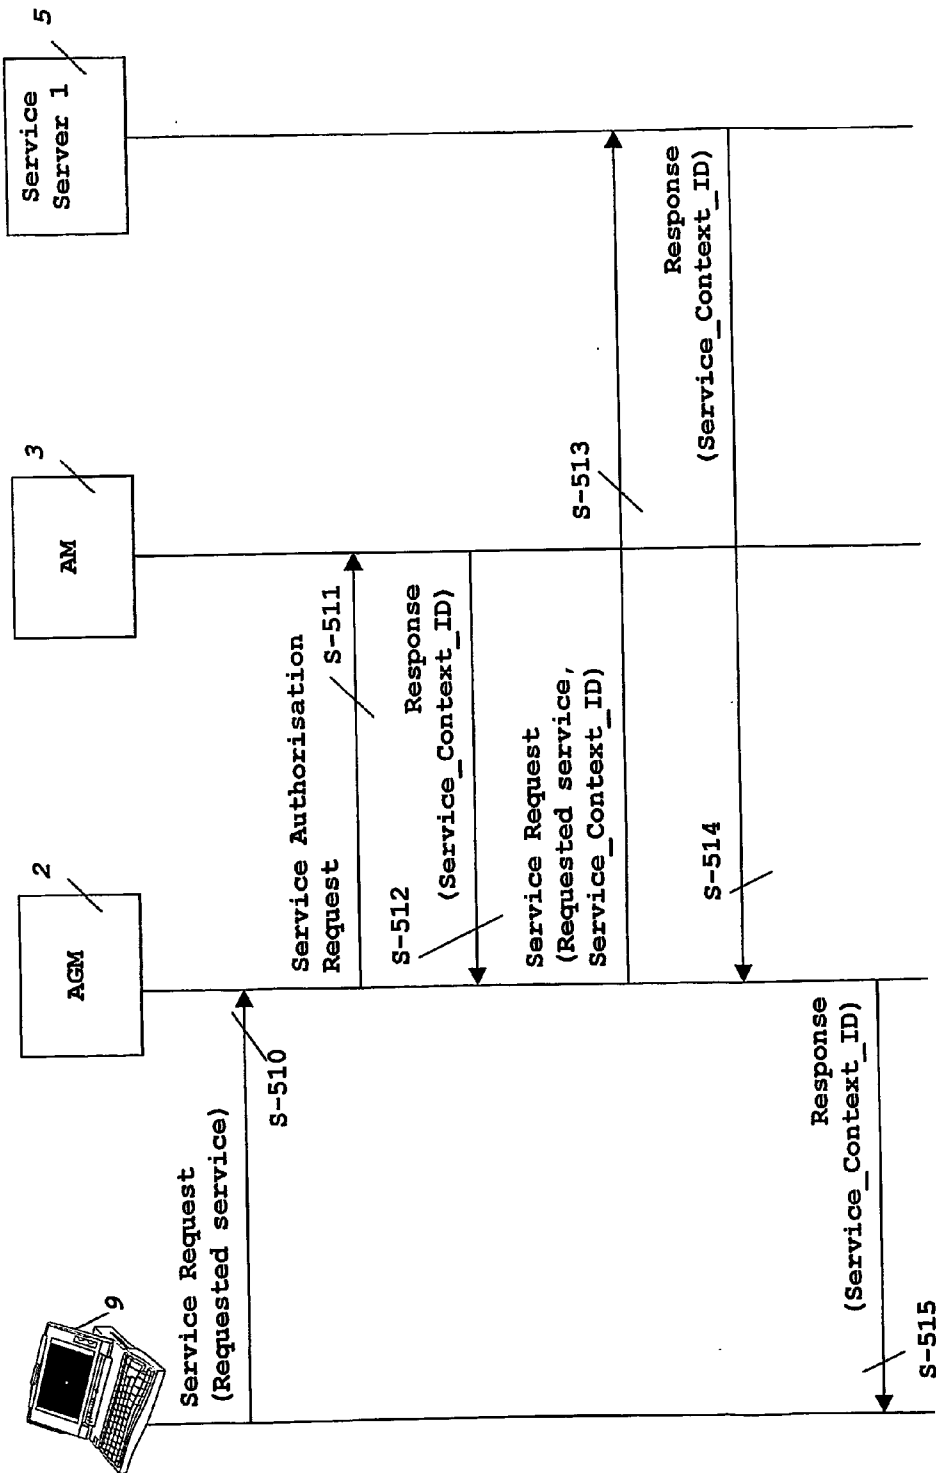 9
AGM
2
AM
3
Service
Server 1
5
Service Request
(Requested service)
S-510
Service Authorisation
Request
S-511
Response
(Service_Context_ID)
S-512
Service Request
(Requested service,
Service_Context_ID)
S-513
Response
(Service_Context_ID)
S-514
Response
(Service_Context_ID)
S-515